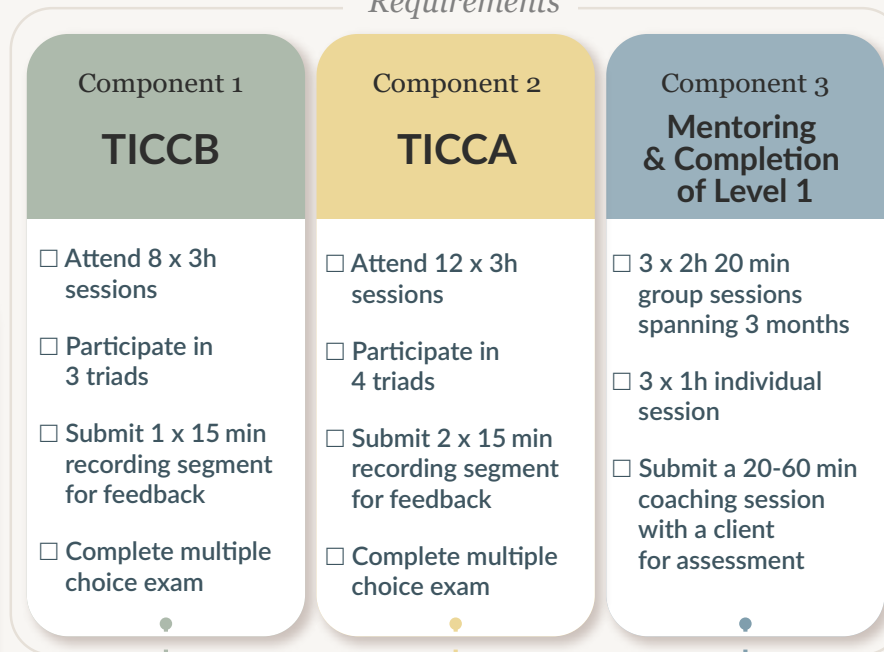 Requirements
Component 1
TICCB
☐ Attend 8 x 3h
sessions
☐ Participate in
3 triads
☐ Submit 1 x 15 min
recording segment
for feedback
☐ Complete multiple
choice exam
Component 2
TICCA
☐ Attend 12 x 3h
sessions
☐ Participate in
4 triads
☐ Submit 2 x 15 min
recording segment
for feedback
☐ Complete multiple
choice exam
Component 3
Mentoring
& Completion
of Level 1
☐ 3 x 2h 20 min
group sessions
spanning 3 months
☐ 3 x 1h individual
session
☐ Submit a 20-60 min
coaching session
with a client
for assessment